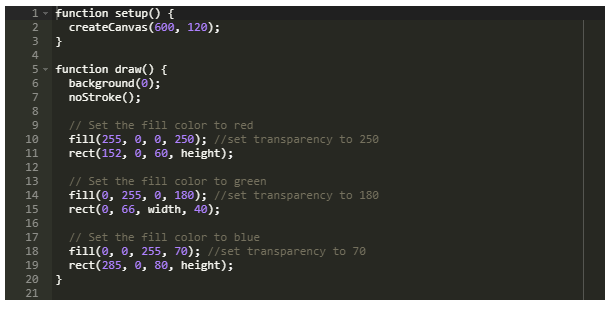 1 function setup() {
2 createCanvas(600, 120);
3 }
4
5 function draw() {
6 background(0);
7 noStroke();
8
9 // Set the fill color to red
10 fill(255, 0, 0, 250); //set transparency to 250
11 rect(152, 0, 60, height);
12
13 // Set the fill color to green
14 fill(0, 255, 0, 180); //set transparency to 180
15 rect(0, 66, width, 40);
16
17 // Set the fill color to blue
18 fill(0, 0, 255, 70); //set transparency to 70
19 rect(285, 0, 80, height);
20 }
21